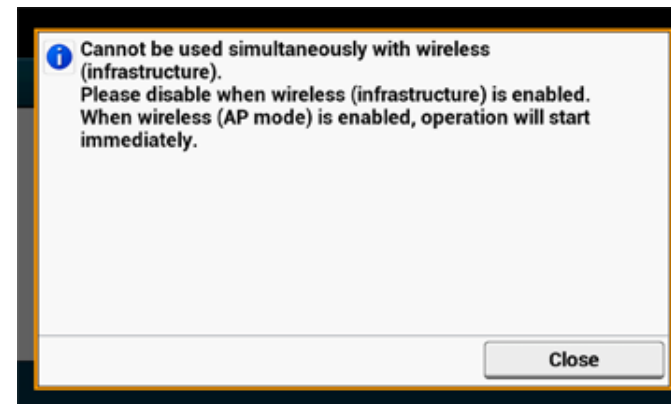 Cannot be used simultaneously with wireless
(infrastructure).
Please disable when wireless (infrastructure) is enabled.
When wireless (AP mode) is enabled, operation will start
immediately.
Close